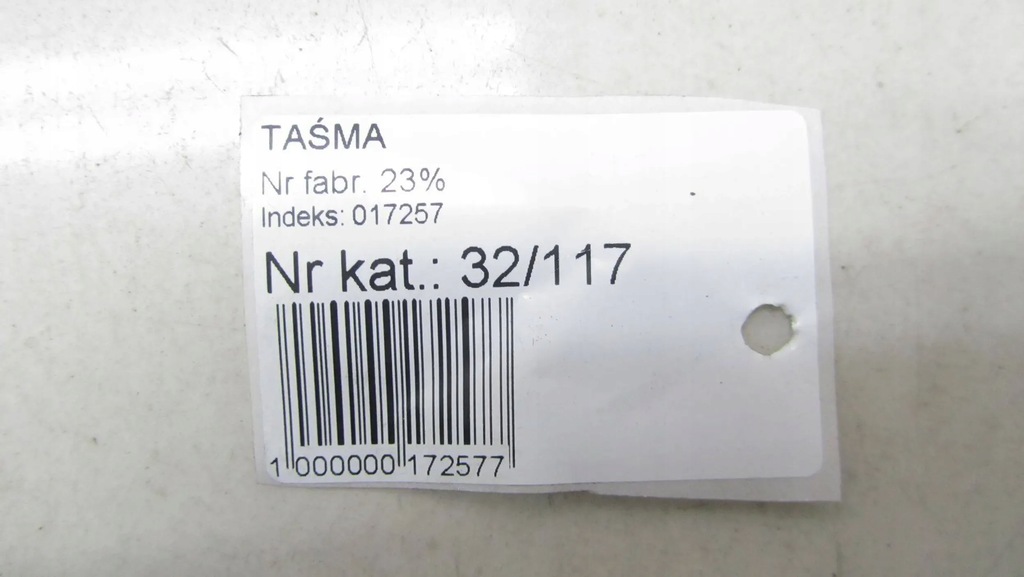 TAŚMA
Nr fabr. 23%
Indeks: 017257
Nr kat.: 32/117
1 000000 172577